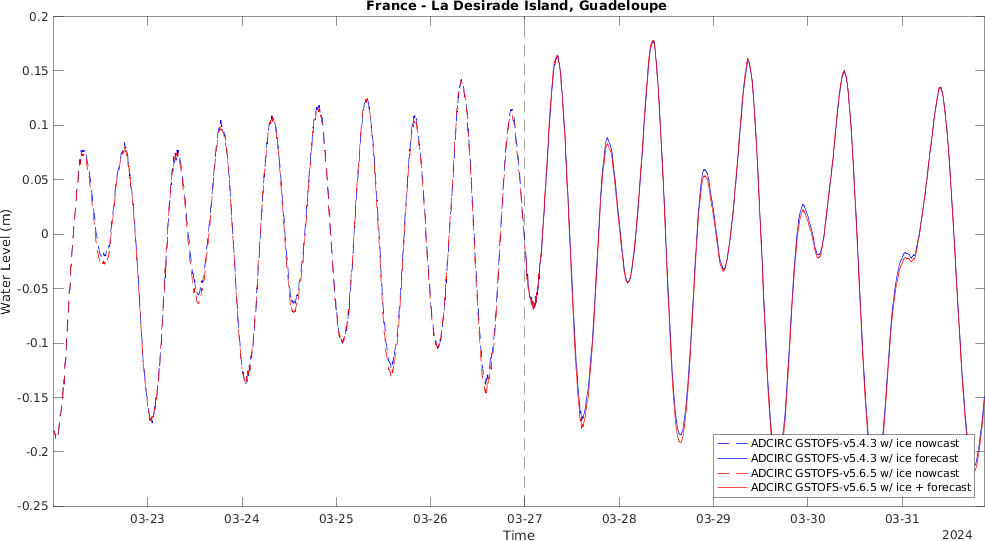 France - La Desirade Island, Guadeloupe
0.2
0.15
0.1
0.05
0
-0.05
-0.1
-0.15
-0.2
-0.25
Water Level (m)
ADCIRC GSTOFS-v5.4.3 w/ ice nowcast
ADCIRC GSTOFS-v5.4.3 w/ ice forecast
ADCIRC GSTOFS-v5.6.5 w/ ice nowcast
ADCIRC GSTOFS-v5.6.5 w/ ice + forecast
03-23 03-24 03-25 03-26 03-27 03-28 03-29 03-30 03-31
Time
2024